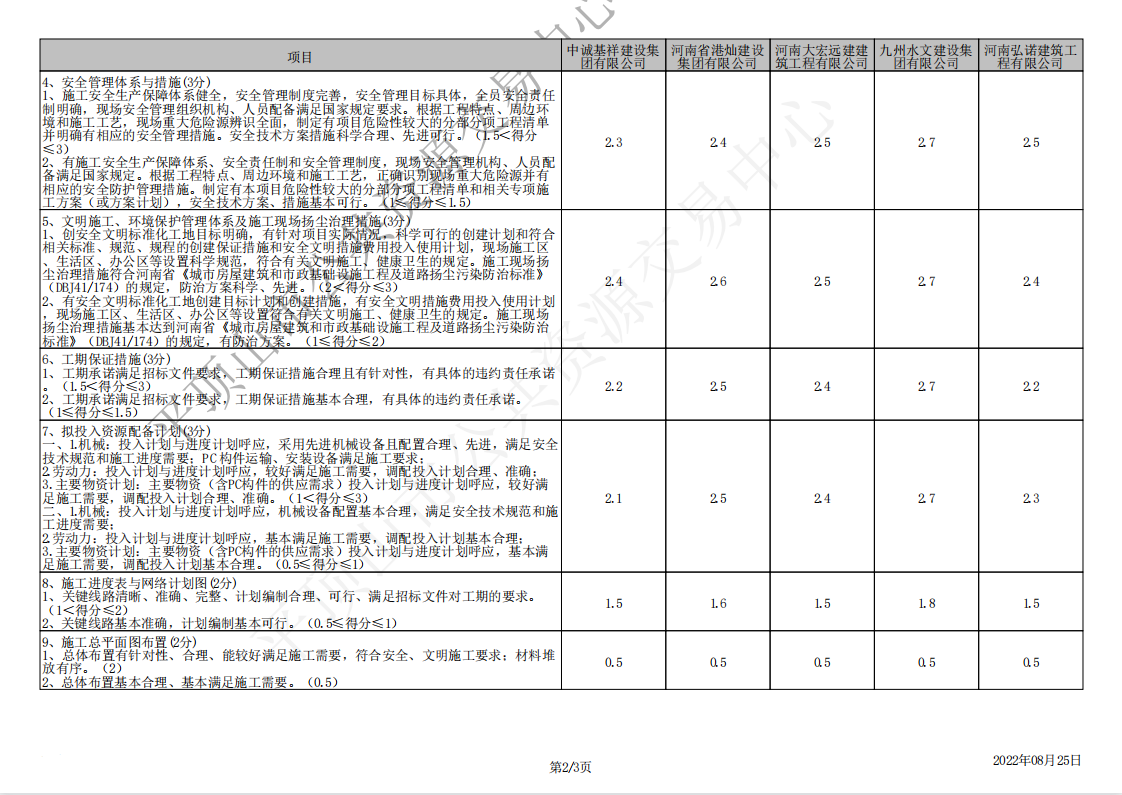 项目
中诚基祥建设集
团有限公司
河南省港灿建设
集团有限公司
河南大宏远建建
筑工程有限公司
九州水文建设集
团有限公司
河南弘诺建筑工
程有限公司
4、安全管理体系与措施(3分)
1、施工安全生产保障体系健全，安全管理制度完善，安全管理目标具体，全员安全责任
制明确，现场安全管理组织机构、人员配备满足国家规定要求。根据工程特点、周边环
境和施工工艺，现场重大危险源辨识全面，制定有项目危险性较大的分部分项工程清单
并明确有相应的安全管理措施。安全技术方案措施科学合理、先进可行。（1.5＜得分
≤3）
2、有施工安全生产保障体系、安全责任制和安全管理制度，现场安全管理机构、人员配
备满足国家规定。根据工程特点、周边环境和施工工艺，正确识别现场重大危险源并有
相应的安全防护管理措施。制定有本项目危险性较大的分部分项工程清单和相关专项施
工方案（或方案计划），安全技术方案、措施基本可行。（1≤得分≤1.5）
2.3
2.4
2.5
2.7
2.5
5、文明施工、环境保护管理体系及施工现场扬尘治理措施(3分)
1、创安全文明标准化工地目标明确，有针对项目实际情况、科学可行的创建计划和符合
相关标准、规范、规程的创建保证措施和安全文明措施费用投入使用计划，现场施工区
、生活区、办公区等设置科学规范，符合有关文明施工、健康卫生的规定。施工现场扬
尘治理措施符合河南省《城市房屋建筑和市政基础设施工程及道路扬尘污染防治标准》
（DBJ41/174）的规定，防治方案科学、先进。（2＜得分≤3）
2、有安全文明标准化工地创建目标计划和创建措施，有安全文明措施费用投入使用计划
，现场施工区、生活区、办公区等设置符合有关文明施工、健康卫生的规定。施工现场
扬尘治理措施基本达到河南省《城市房屋建筑和市政基础设施工程及道路扬尘污染防治
标准》（DBJ41/174）的规定，有防治方案。（1≤得分≤2）
2.4
2.6
2.5
2.7
2.4
6、工期保证措施(3分)
1、工期承诺满足招标文件要求，工期保证措施合理且有针对性，有具体的违约责任承诺
。（1.5＜得分≤3）
2、工期承诺满足招标文件要求，工期保证措施基本合理，有具体的违约责任承诺。
（1≤得分≤1.5）
2.2
2.5
2.4
2.7
2.2
7、拟投入资源配备计划(3分)
一、1.机械：投入计划与进度计划呼应，采用先进机械设备且配置合理、先进，满足安全
技术规范和施工进度需要；PC构件运输、安装设备满足施工要求；
2.劳动力：投入计划与进度计划呼应，较好满足施工需要，调配投入计划合理、准确；
3.主要物资计划：主要物资（含PC构件的供应需求）投入计划与进度计划呼应，较好满
足施工需要，调配投入计划合理、准确。（1＜得分≤3）
二、1.机械：投入计划与进度计划呼应，机械设备配置基本合理，满足安全技术规范和施
工进度需要；
2.劳动力：投入计划与进度计划呼应，基本满足施工需要，调配投入计划基本合理；
3.主要物资计划：主要物资（含PC构件的供应需求）投入计划与进度计划呼应，基本满
足施工需要，调配投入计划基本合理。（0.5≤得分≤1）
2.1
2.5
2.4
2.7
2.3
8、施工进度表与网络计划图(2分)
1、关键线路清晰、准确、完整、计划编制合理、可行、满足招标文件对工期的要求。
（1＜得分≤2）
2、关键线路基本准确，计划编制基本可行。（0.5≤得分≤1）
1.5
1.6
1.5
1.8
1.5
9、施工总平面图布置(2分)
1、总体布置有针对性、合理、能较好满足施工需要，符合安全、文明施工要求；材料堆
放有序。（2）
2、总体布置基本合理、基本满足施工需要。（0.5）
0.5
0.5
0.5
0.5
0.5
平顶山市公共资源交易中心
平顶山市公共资源交易中心
第2/3页
2022年08月25日